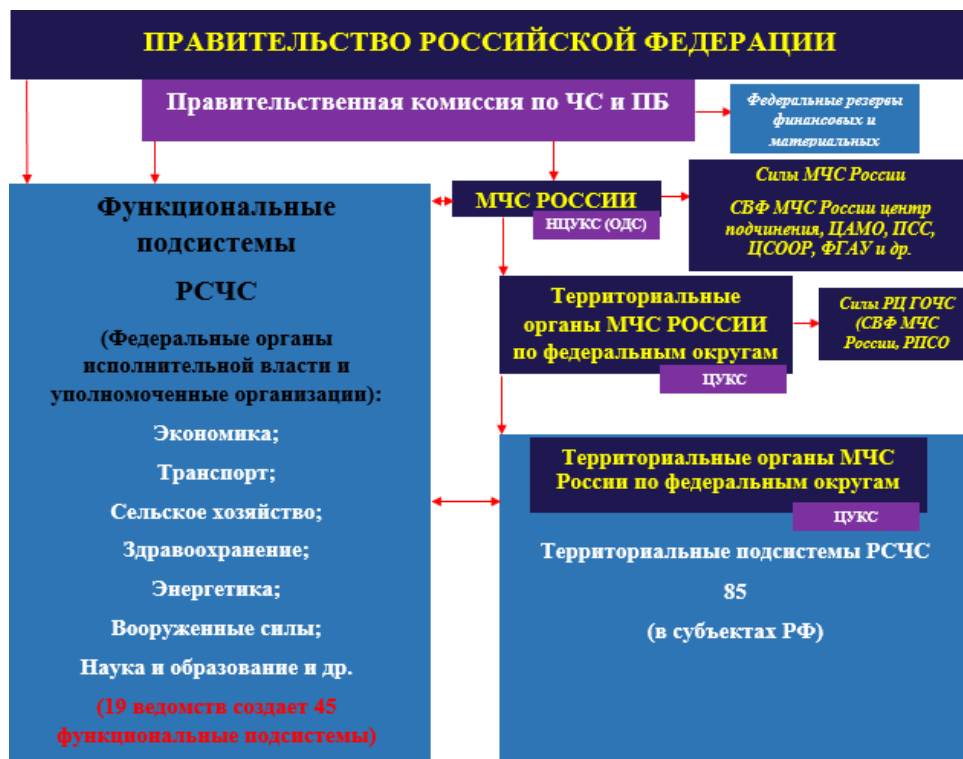 ПРАВИТЕЛЬСТВО РОССИЙСКОЙ ФЕДЕРАЦИИ
Правительственная комиссия по ЧС и ПБ
Федеральные резервы
финансовых и
материальных
Функциональные
подсистемы
РСЧС
(Федеральные органы
исполнительной власти и
уполномоченные организации):
Экономика;
Транспорт;
Сельское хозяйство;
Здравоохранение;
Энергетика;
Вооруженные силы;
Наука и образование и др.
(19 ведомств создает 45
функциональные подсистемы)
МЧС РОССИИ
НЦУКС (ОДС)
Силы МЧС России
СВФ МЧС России центр
подчинения, ЦАМО, ПСС,
ЦСООР, ФГАУ и др.
Территориальные
органы МЧС РОССИИ
по федеральным округам
ЦУКС
Силы РЦ ГОЧС
(СВФ МЧС
России, РПСО
Территориальные органы МЧС
России по федеральным округам
ЦУКС
Территориальные подсистемы РСЧС
85
(в субъектах РФ)